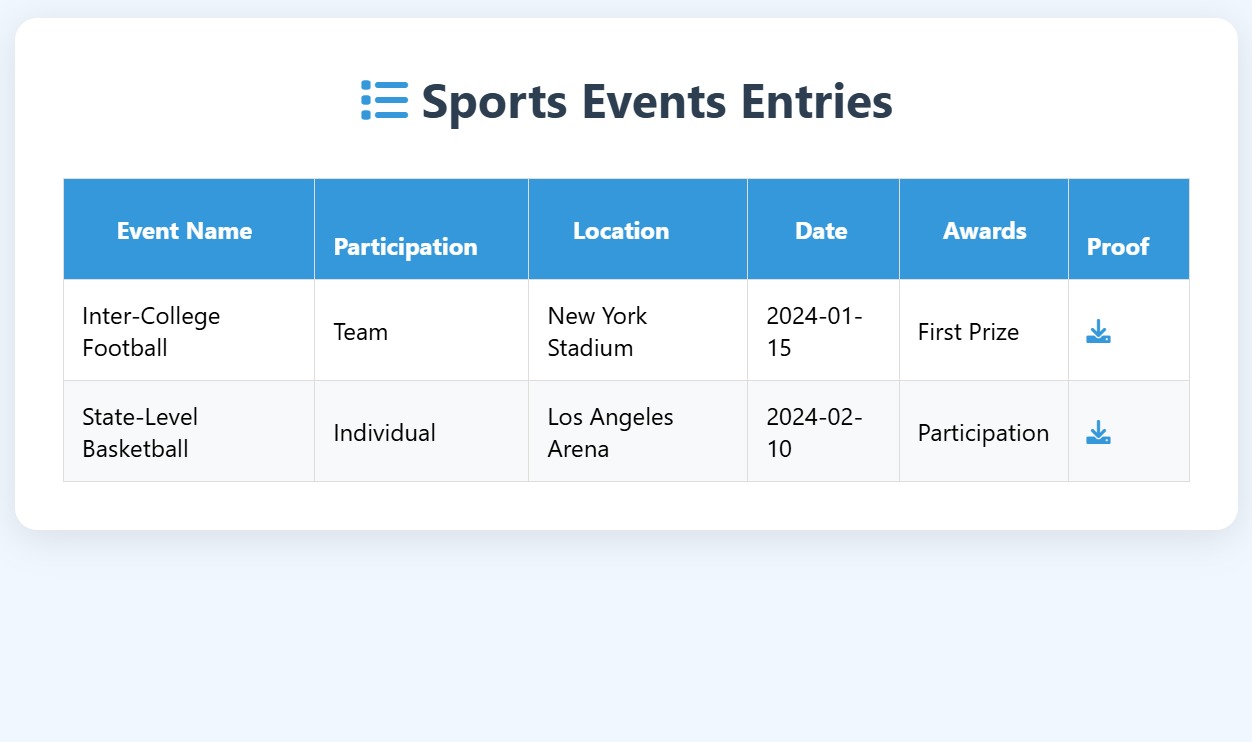 Sports Events Entries
Event Name Participation Location Date Awards Proof
Inter-College
Football
Team
New York
Stadium
2024-01-
15
First Prize
State-Level
Basketball
Individual
Los Angeles
Arena
2024-02-
10
Participation